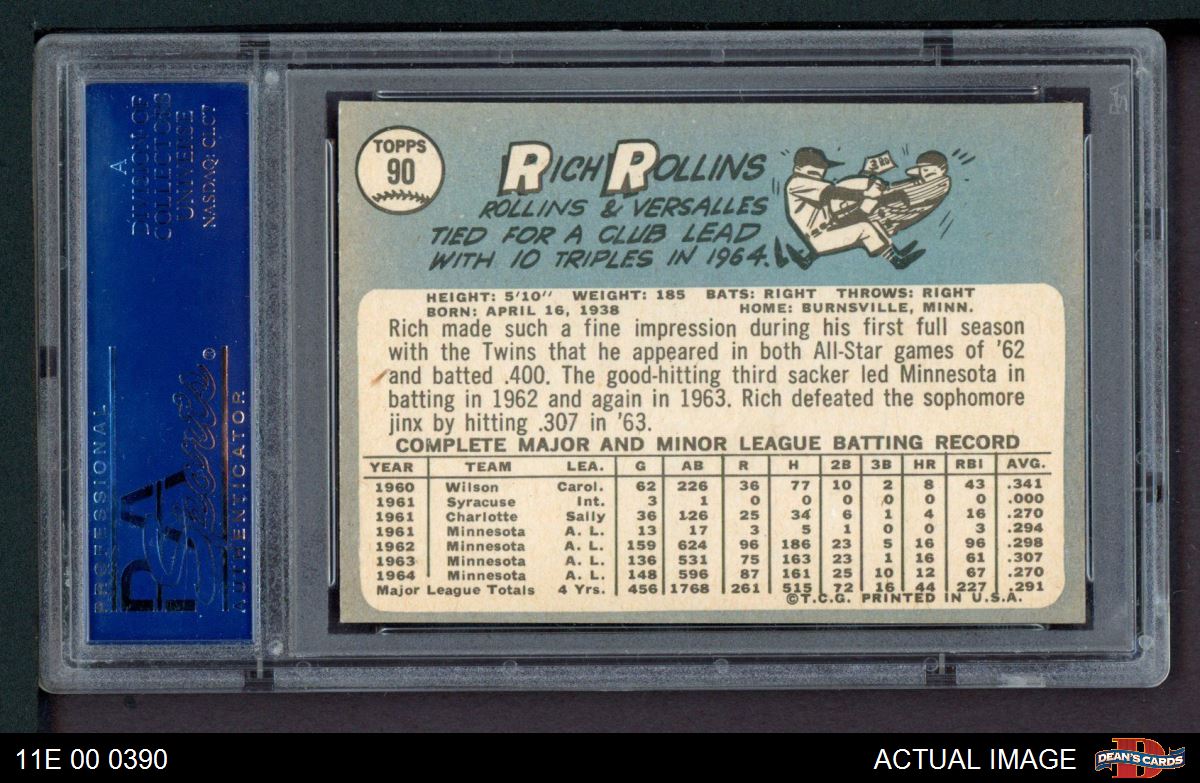 A
DIVISION OF
COLLECTORS
UNIVERSE
NASDAQ: CLCT
PROFESSIONAL
PSA
Sports
®
AUTHENTICATOR
TOPPS
90
RICH ROLLINS
ROLLINS & VERSALLES
TIED FOR A CLUB LEAD
WITH 10 TRIPLES IN 1964.
3RD
HEIGHT: 5'10" WEIGHT: 185 BATS: RIGHT THROWS: RIGHT
BORN: APRIL 16, 1938 HOME: BURNSVILLE, MINN.
Rich made such a fine impression during his first full season
with the Twins that he appeared in both All-Star games of '62
and batted .400. The good-hitting third sacker led Minnesota in
batting in 1962 and again in 1963. Rich defeated the sophomore
jinx by hitting .307 in '63.
COMPLETE MAJOR AND MINOR LEAGUE BATTING RECORD
YEAR TEAM LEA. G AB R H 2B 3B HR RBI AVG.
1960 Wilson Carol. 62 226 36 77 10 2 8 43 .341
1961 Syracuse Int. 3 1 0 0 0 0 0 0 .000
1961 Charlotte Sally 36 126 25 34 6 1 4 16 .270
1961 Minnesota A. L. 13 17 3 5 1 0 0 3 .294
1962 Minnesota A. L. 159 624 96 186 23 5 16 96 .298
1963 Minnesota A. L. 136 531 75 163 23 1 16 61 .307
1964 Minnesota A. L. 148 596 87 161 25 10 12 67 .270
Major League Totals 4 Yrs. 456 1768 261 515 72 16 44 227 .291
©T.C.G. PRINTED IN U.S.A.
11E 00 0390
ACTUAL IMAGE
D
DEAN'S CARDS